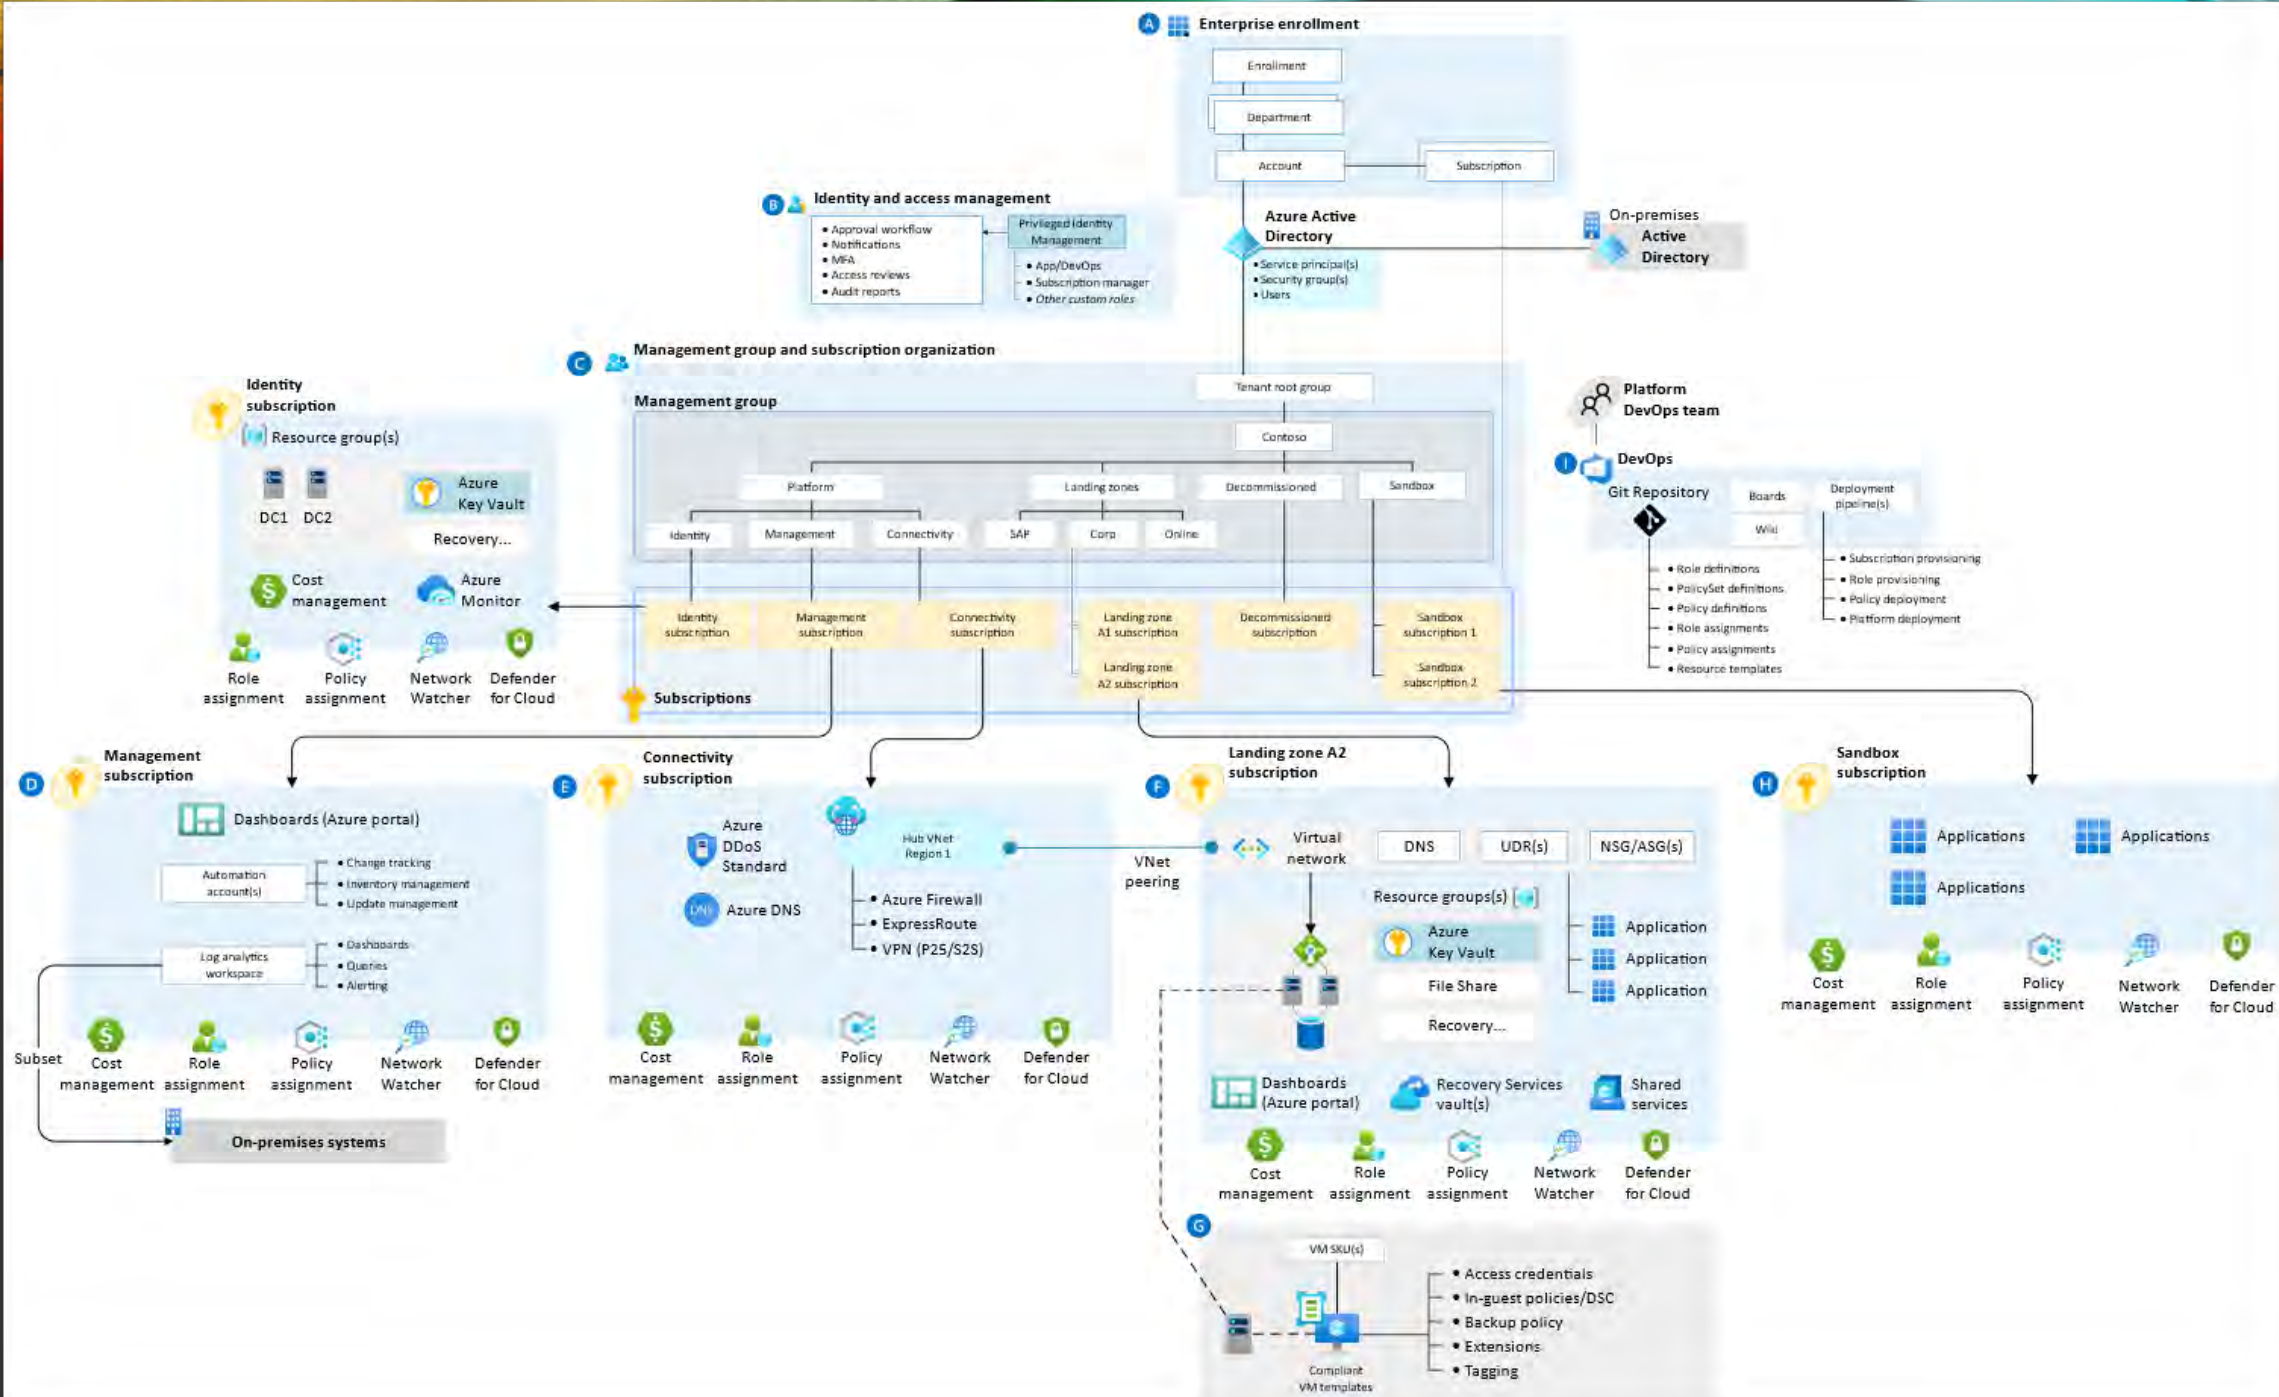 A
Enterprise enrollment
Enrollment
Department
Account
Subscription
B
Identity and access management
• Approval workflow
• Notifications
• MFA
• Access reviews
• Audit reports
Privileged Identity
Management
• App/DevOps
• Subscription manager
• Other custom roles
Azure Active
Directory
• Service principal(s)
• Security group(s)
• Users
On-premises
Active
Directory
C
Management group and subscription organization
Management group
Tenant root group
Contoso
Platform
Landing zones
Decommissioned
Sandbox
Identity
Management
Connectivity
SAP
Corp
Online
Identity
subscription
Management
subscription
Connectivity
subscription
Landing zone
A1 subscription
Decommissioned
subscription
Sandbox
subscription 1
Landing zone
A2 subscription
Sandbox
subscription 2
Subscriptions
Identity
subscription
Resource group(s)
DC1
DC2
Azure
Key Vault
Recovery...
Cost
management
Azure
Monitor
Role
assignment
Policy
assignment
Network
Watcher
Defender
for Cloud
Platform
DevOps team
I
DevOps
Git Repository
Boards
Wiki
Deployment
pipeline(s)
• Role definitions
• PolicySet definitions
• Policy definitions
• Role assignments
• Policy assignments
• Resource templates
• Subscription provisioning
• Role provisioning
• Policy deployment
• Platform deployment
D
Management
subscription
Dashboards (Azure portal)
Automation
account(s)
• Change tracking
• Inventory management
• Update management
Log analytics
workspace
• Dashboards
• Queries
• Alerting
Subset
Cost
management
Role
assignment
Policy
assignment
Network
Watcher
Defender
for Cloud
On-premises systems
E
Connectivity
subscription
Azure
DDoS
Standard
DNS
Azure DNS
Hub VNet
Region 1
• Azure Firewall
• ExpressRoute
• VPN (P2S/S2S)
VNet
peering
Cost
management
Role
assignment
Policy
assignment
Network
Watcher
Defender
for Cloud
F
Landing zone A2
subscription
Virtual
network
DNS
UDR(s)
NSG/ASG(s)
Resource groups(s)
Azure
Key Vault
File Share
Recovery...
Application
Application
Application
Dashboards
(Azure portal)
Recovery Services
vault(s)
Shared
services
Cost
management
Role
assignment
Policy
assignment
Network
Watcher
Defender
for Cloud
G
VM SKU(s)
Compliant
VM templates
• Access credentials
• In-guest policies/DSC
• Backup policy
• Extensions
• Tagging
H
Sandbox
subscription
Applications
Applications
Applications
Cost
management
Role
assignment
Policy
assignment
Network
Watcher
Defender
for Cloud